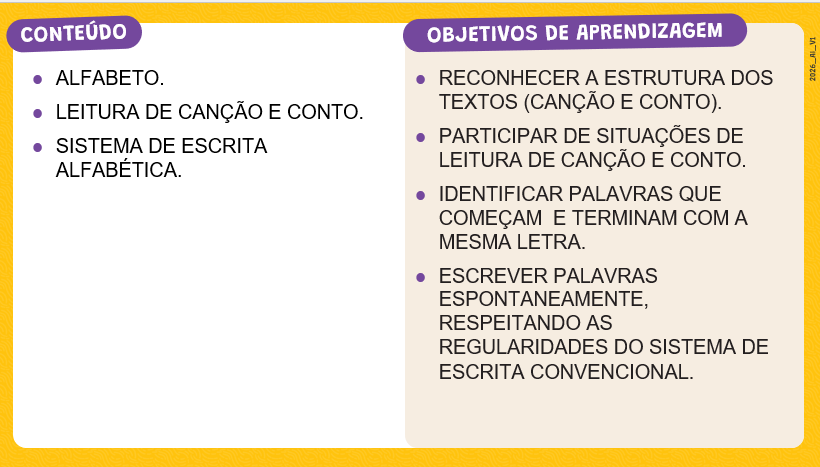 CONTEÚDO
• ALFABETO.
• LEITURA DE CANÇÃO E CONTO.
• SISTEMA DE ESCRITA
ALFABÉTICA.
OBJETIVOS DE APRENDIZAGEM
• RECONHECER A ESTRUTURA DOS
TEXTOS (CANÇÃO E CONTO).
• PARTICIPAR DE SITUAÇÕES DE
LEITURA DE CANÇÃO E CONTO.
• IDENTIFICAR PALAVRAS QUE
COMEÇAM  E TERMINAM COM A
MESMA LETRA.
• ESCREVER PALAVRAS
ESPONTANEAMENTE,
RESPEITANDO AS
REGULARIDADES DO SISTEMA DE
ESCRITA CONVENCIONAL.
2026_AI_V1